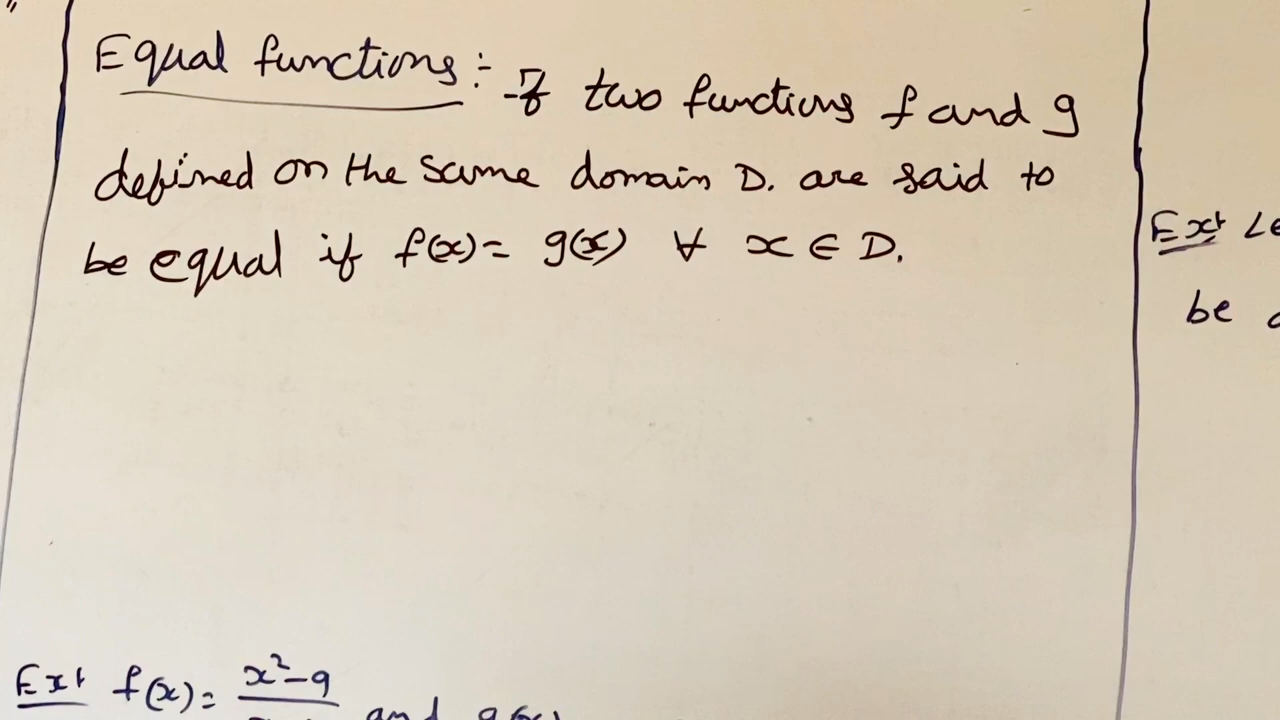 Equal functions :- If two functions f and g
defined on the same domain D. are said to
be equal if f(x) = g(x) ∀ x ∈ D.
Ex:
be
Ex: f(x) = x² - 9
and g(x)